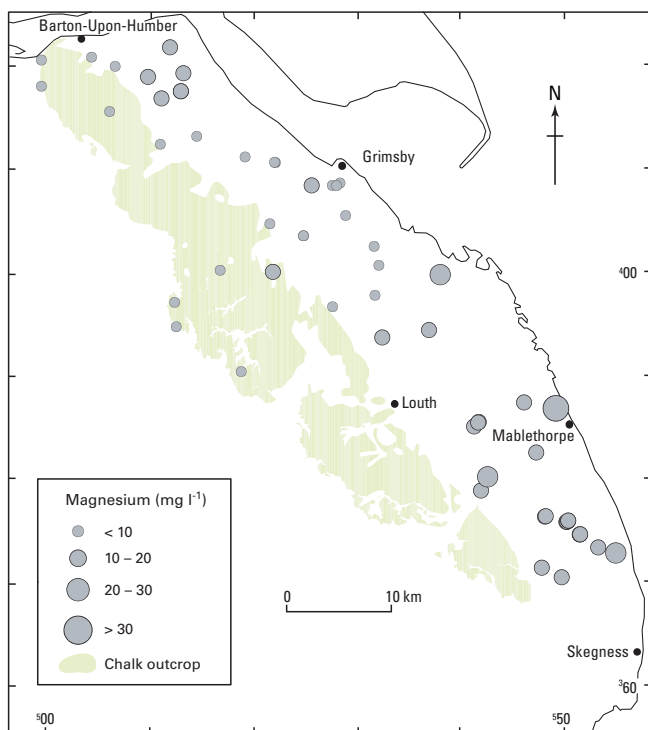 Barton-Upon-Humber
N
Grimsby
⁴00
Louth
Mablethorpe
Magnesium (mg l⁻¹)
< 10
10 – 20
20 – 30
> 30
Chalk outcrop
0 10 km
Skegness
³60
⁵00
⁵50